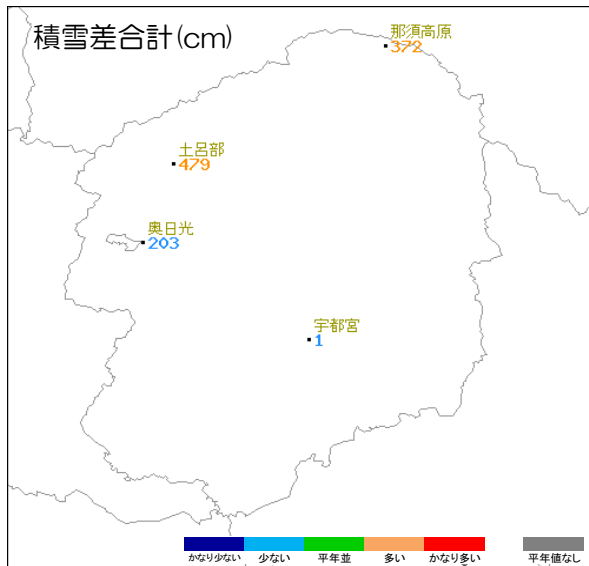 積雪差合計(cm)
那須高原
372
土呂部
479
奥日光
203
宇都宮
1
かなり少ない 少ない 平年並 多い かなり多い 平年値なし